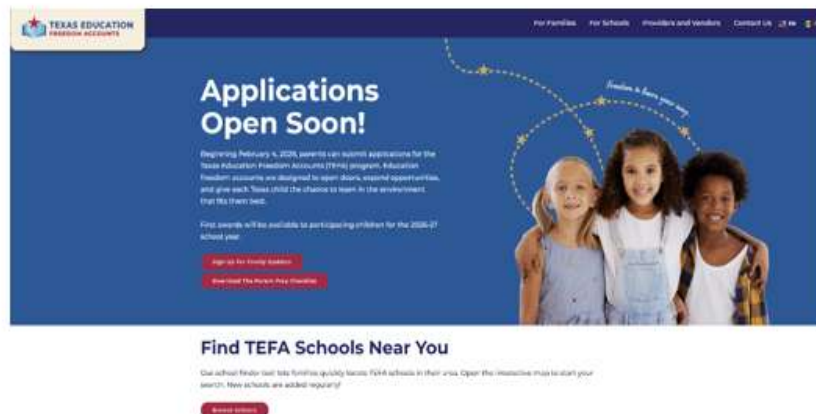 TEXAS EDUCATION
FREEDOM ACCOUNTS
For Families For Schools Providers and Vendors Contact Us EN
Applications
Open Soon!
Freedom to learn your way
Beginning February 4, 2026, parents can submit applications for the
Texas Education Freedom Accounts (TEFA) program. Education
freedom accounts are designed to open doors, expand opportunities,
and give each Texas child the chance to learn in the environment
that fits them best.
First awards will be available to participating children for the 2026-27
school year.
Sign Up for Family Updates
Download The Parent Prep Checklist
Find TEFA Schools Near You
Our school finder tool lets families quickly locate TEFA schools in their area. Open the interactive map to start your
search. New schools are added regularly!
Browse Schools